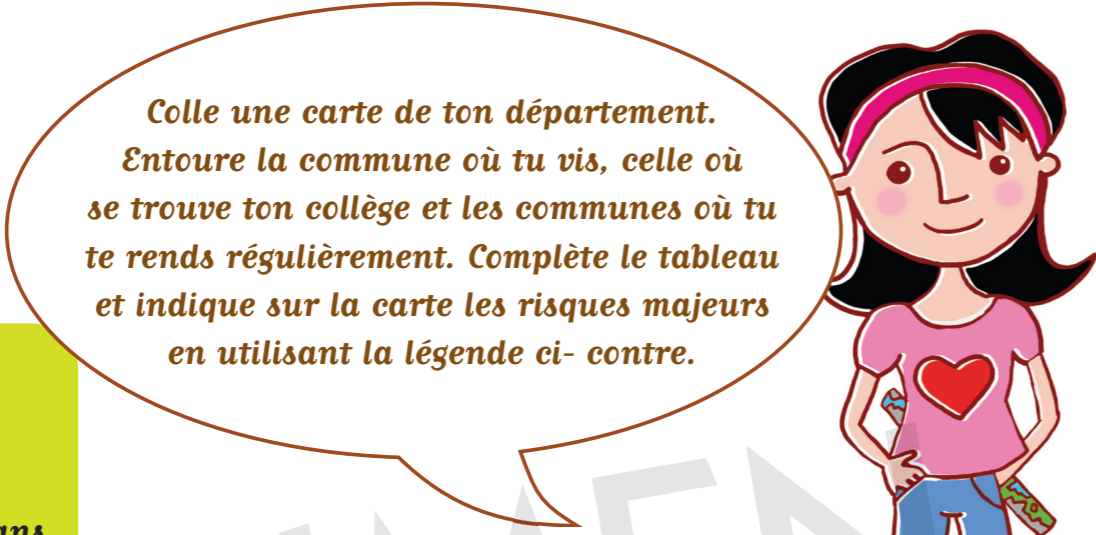 Colle une carte de ton département.
Entoure la commune où tu vis, celle où
se trouve ton collège et les communes où tu
te rends régulièrement. Complète le tableau
et indique sur la carte les risques majeurs
en utilisant la légende ci- contre.